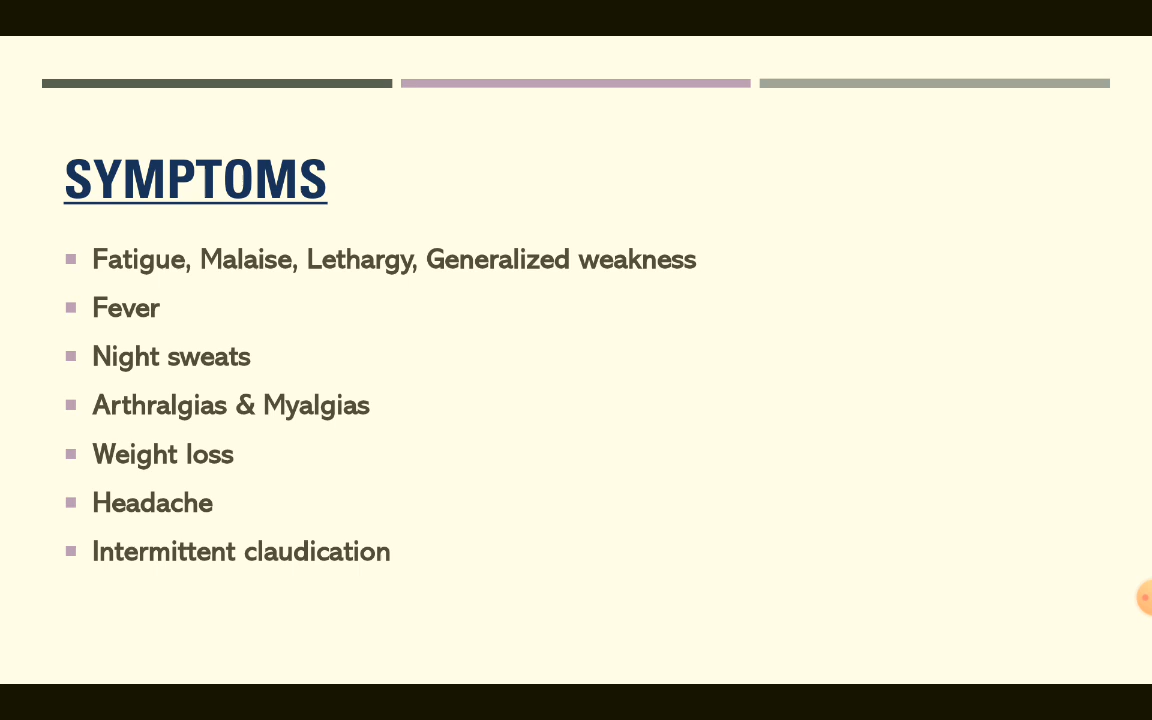 SYMPTOMS
Fatigue, Malaise, Lethargy, Generalized weakness
Fever
Night sweats
Arthralgias & Myalgias
Weight loss
Headache
Intermittent claudication